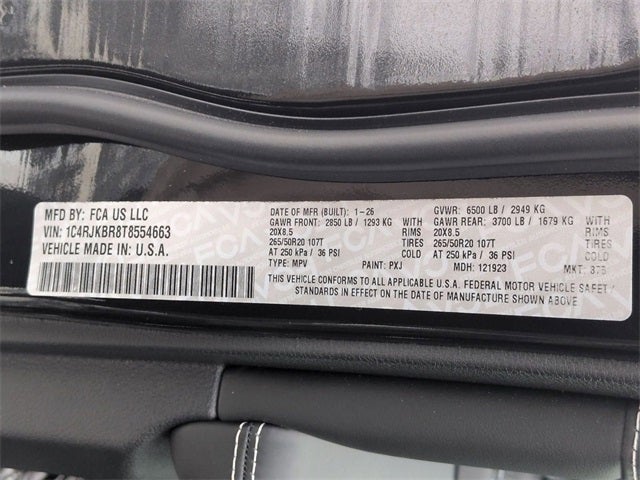 MFD BY: FCA US LLC
VIN: 1C4RJKBR8T8554663
VEHICLE MADE IN U.S.A.
DATE OF MFR (BUILT): 1-26 GVWR: 6500 LB / 2949 KG
GAWR FRONT: 2850 LB / 1293 KG WITH GAWR REAR: 3700 LB / 1679 KG WITH
20X8.5 RIMS 20X8.5 RIMS
265/50R20 107T TIRES 265/50R20 107T TIRES
AT 250 kPa / 36 PSI COLD AT 250 kPa / 36 PSI COLD
TYPE: MPV PAINT: PXJ MDH: 121923 MKT:
THIS VEHICLE CONFORMS TO ALL APPLICABLE U.S.A. FEDERAL MOTOR VEHICLE SAFETY
STANDARDS IN EFFECT ON THE DATE OF MANUFACTURE SHOWN ABOVE